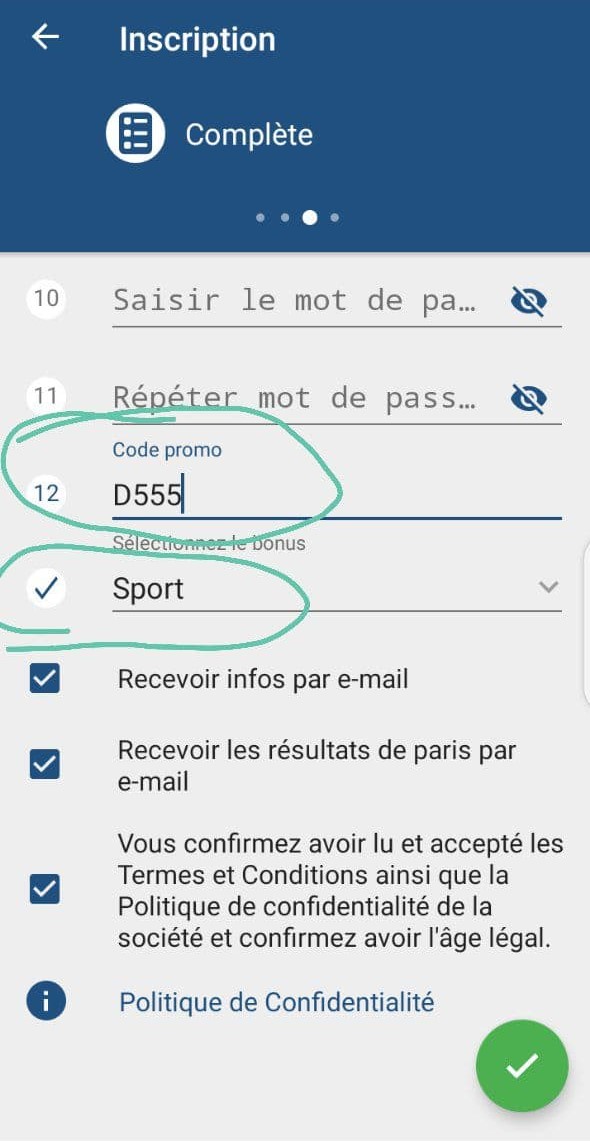 Inscription
Complète
10 Saisir le mot de pa...
11 Répéter mot de pass...
Code promo
12 D555
Sélectionnez le bonus
Sport
Recevoir infos par e-mail
Recevoir les résultats de paris par
e-mail
Vous confirmez avoir lu et accepté les
Termes et Conditions ainsi que la
Politique de confidentialité de la
société et confirmez avoir l'âge légal.
Politique de Confidentialité